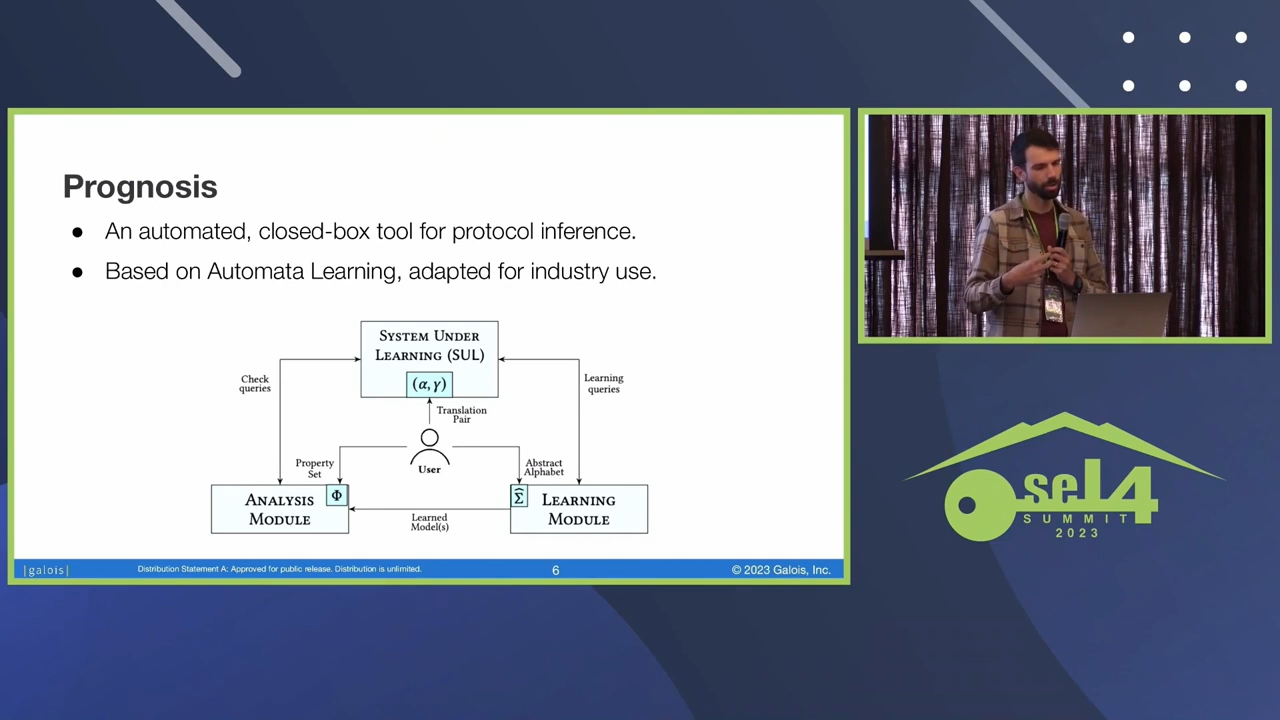 Prognosis
● An automated, closed-box tool for protocol inference.
● Based on Automata Learning, adapted for industry use.
SYSTEM UNDER
LEARNING (SUL)
(α, γ)
Check
queries
Learning
queries
Translation
Pair
User
Property
Set
Abstract
Alphabet
ANALYSIS
MODULE
Φ
Σ̂
LEARNING
MODULE
Learned
Model(s)
|galois|
Distribution Statement A: Approved for public release. Distribution is unlimited.
6
© 2023 Galois, Inc.
seL4
SUMMIT
2023